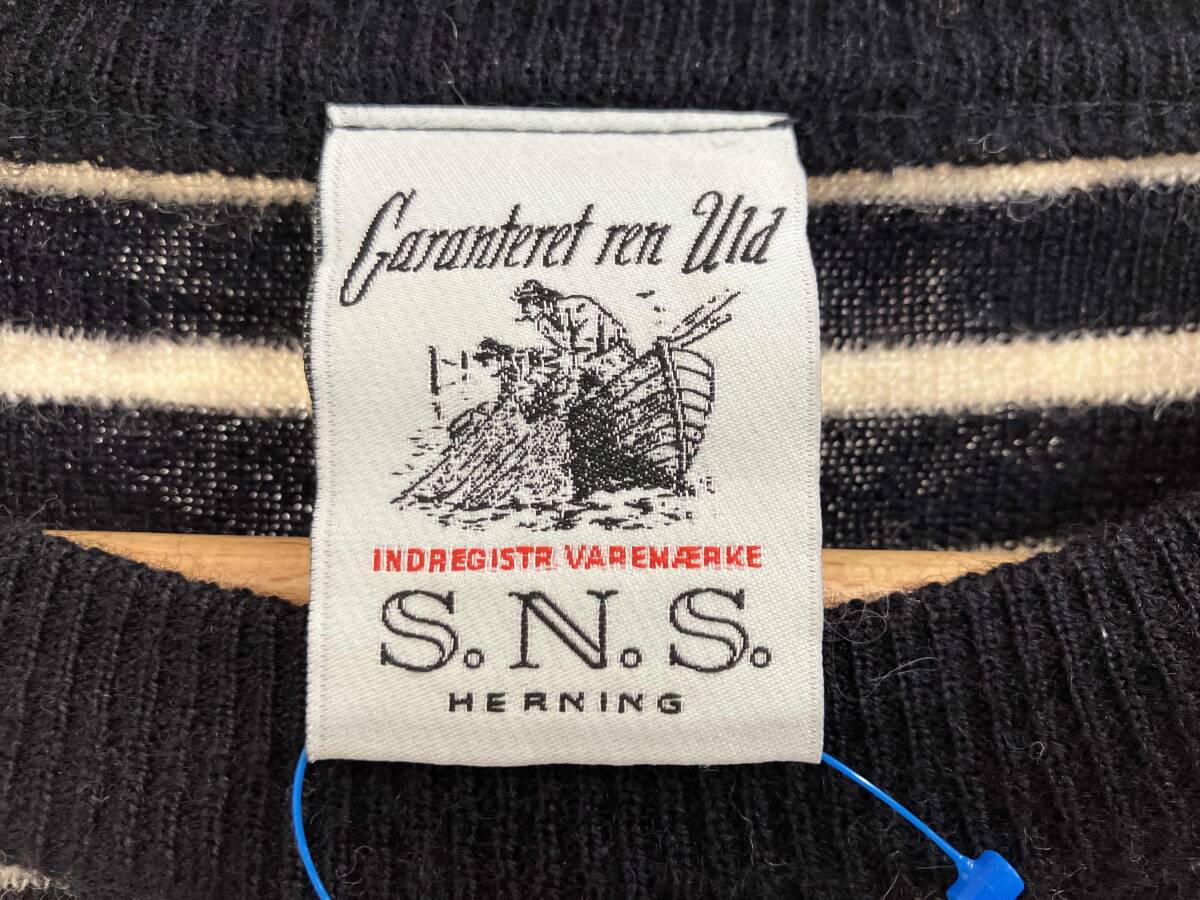 Garanteret ren Uld
INDREGISTR. VAREMÆRKE
S.N.S.
HERNING